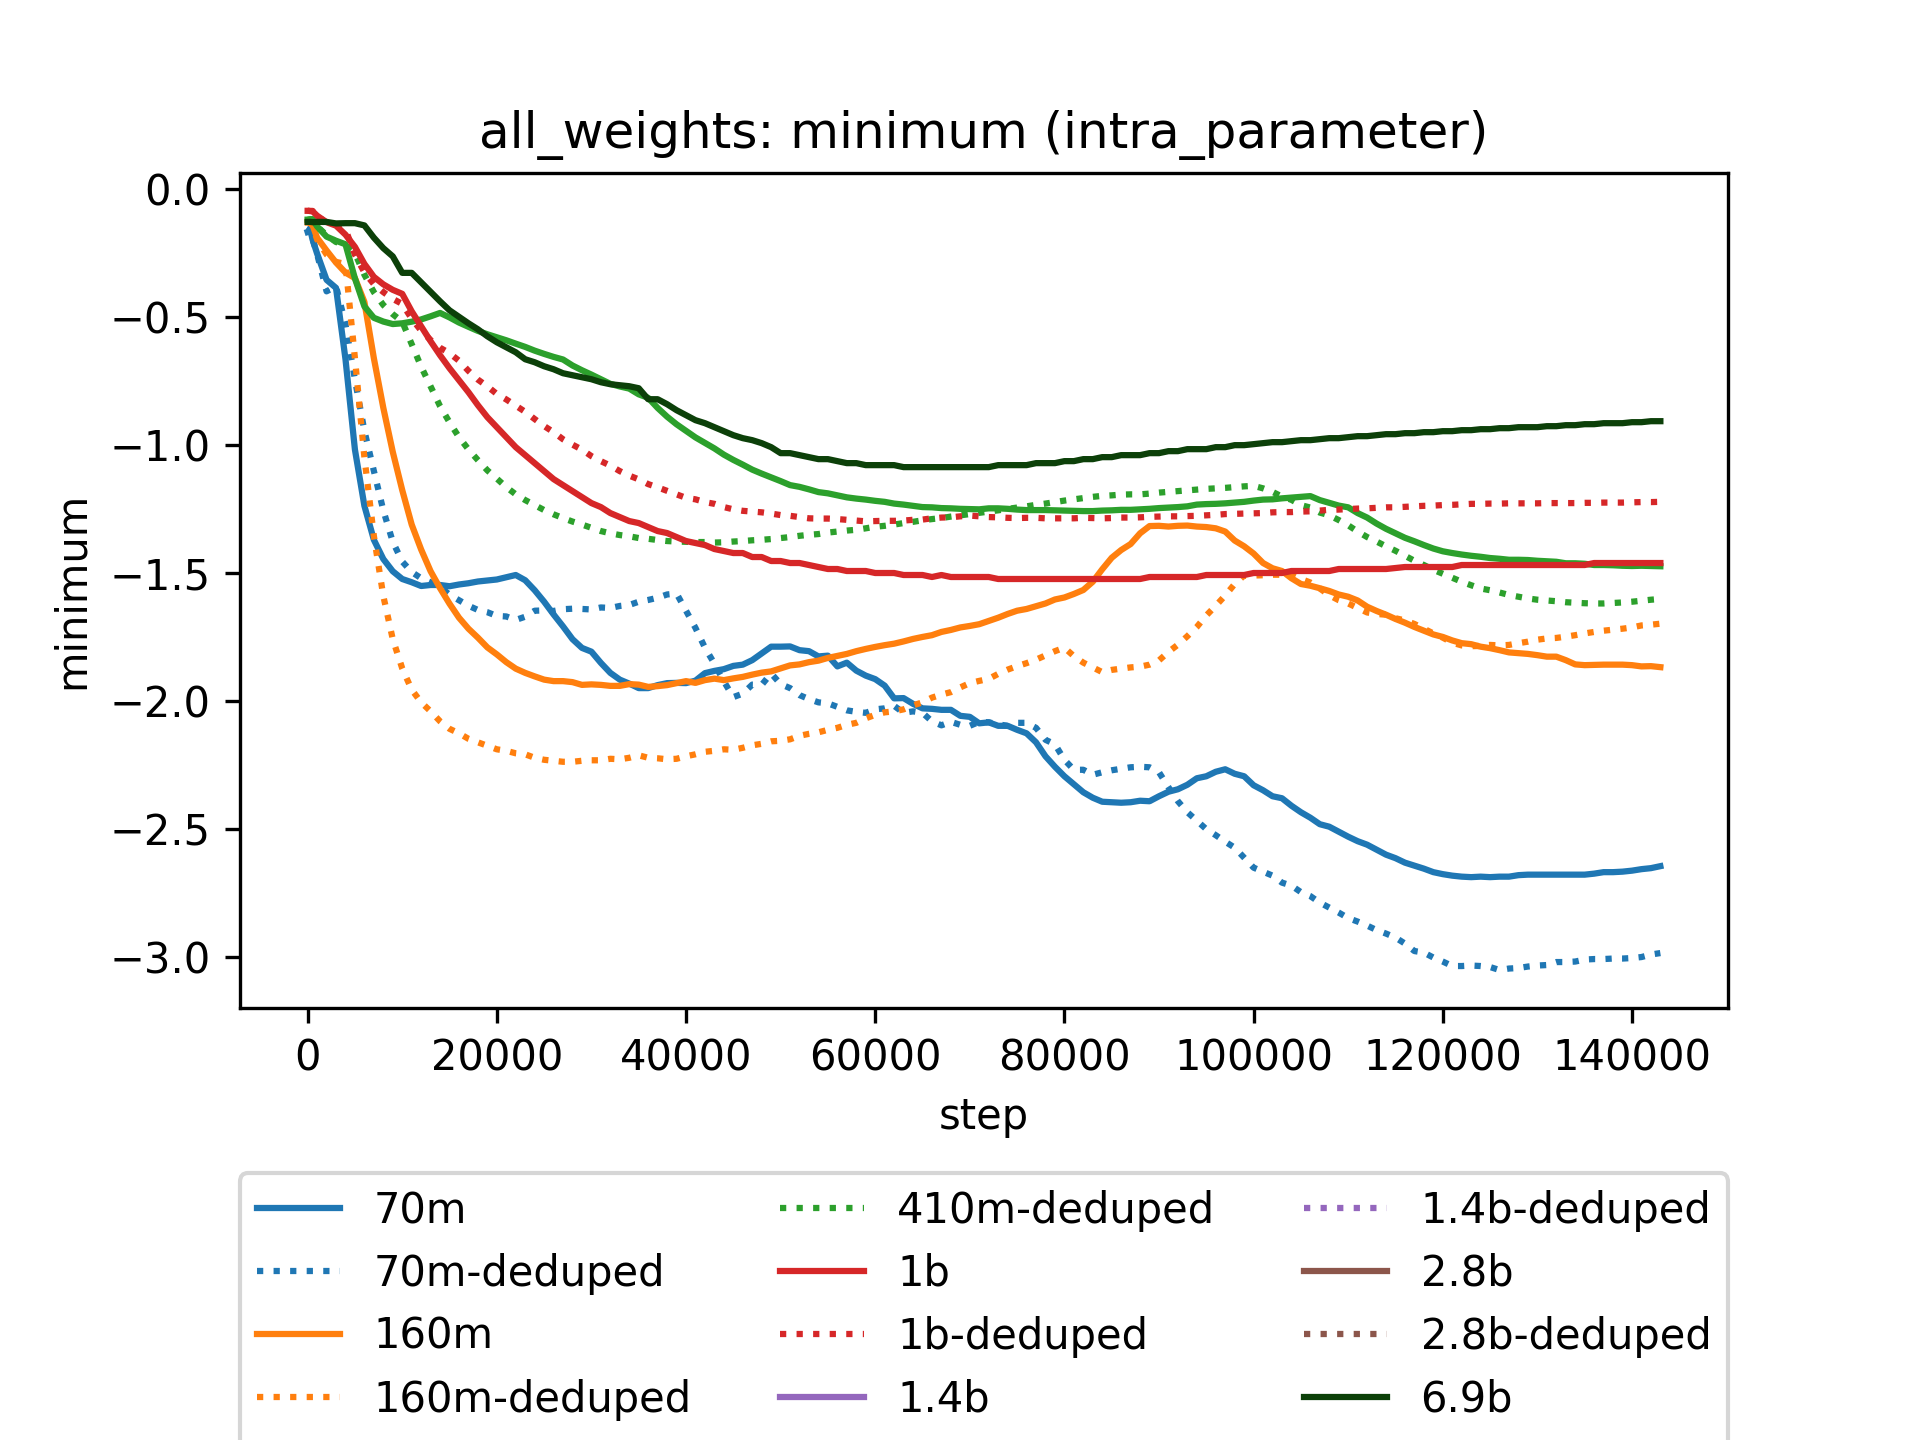 all_weights: minimum (intra_parameter)
minimum
0.0
−0.5
−1.0
−1.5
−2.0
−2.5
−3.0
0 20000 40000 60000 80000 100000 120000 140000
step
70m 410m-deduped 1.4b-deduped
70m-deduped 1b 2.8b
160m 1b-deduped 2.8b-deduped
160m-deduped 1.4b 6.9b